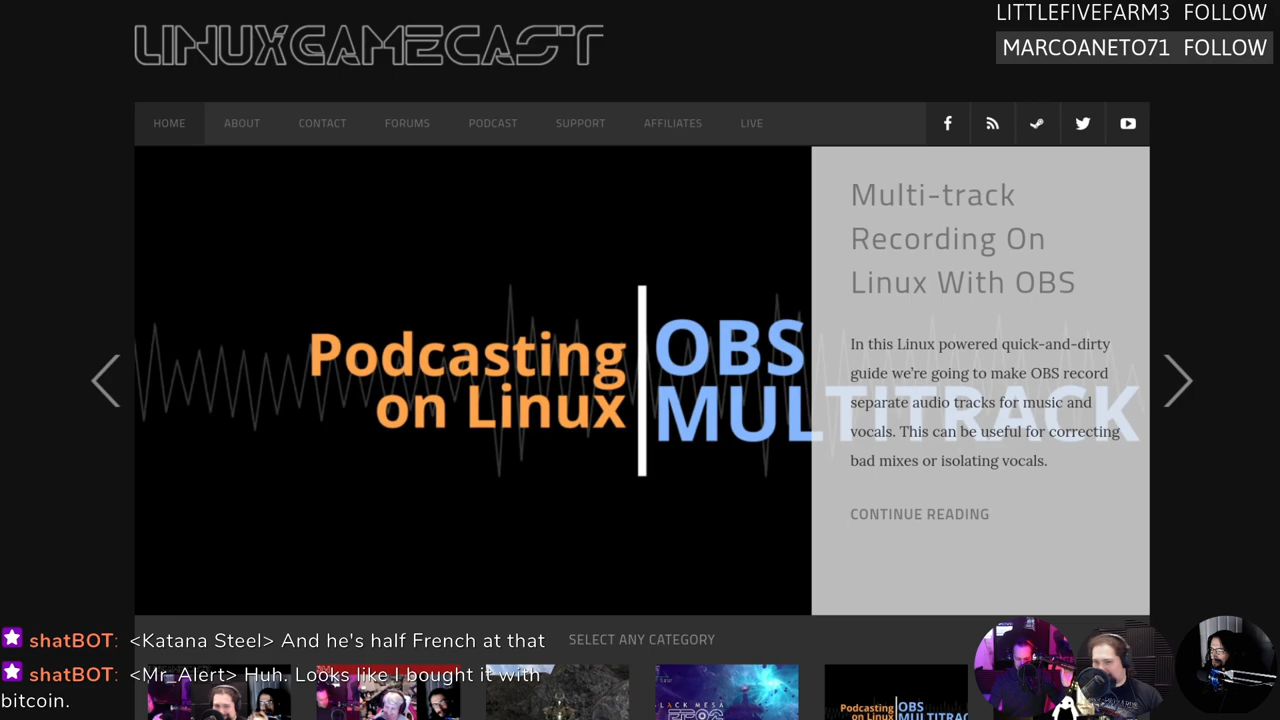 LITTLEFIVEFARM3 FOLLOW
LINUXGAMECAST
MARCOANETO71 FOLLOW
HOME ABOUT CONTACT FORUMS PODCAST SUPPORT AFFILIATES LIVE
Podcasting
on Linux
OBS
MULTITRACK
Multi-track
Recording On
Linux With OBS
In this Linux powered quick-and-dirty
guide we’re going to make OBS record
separate audio tracks for music and
vocals. This can be useful for correcting
bad mixes or isolating vocals.
CONTINUE READING
SELECT ANY CATEGORY
shatBOT: <Katana Steel> And he's half French at that
shatBOT: <Mr_Alert> Huh. Looks like I bought it with
bitcoin.
BLACK MESA
Podcasting
on Linux
OBS